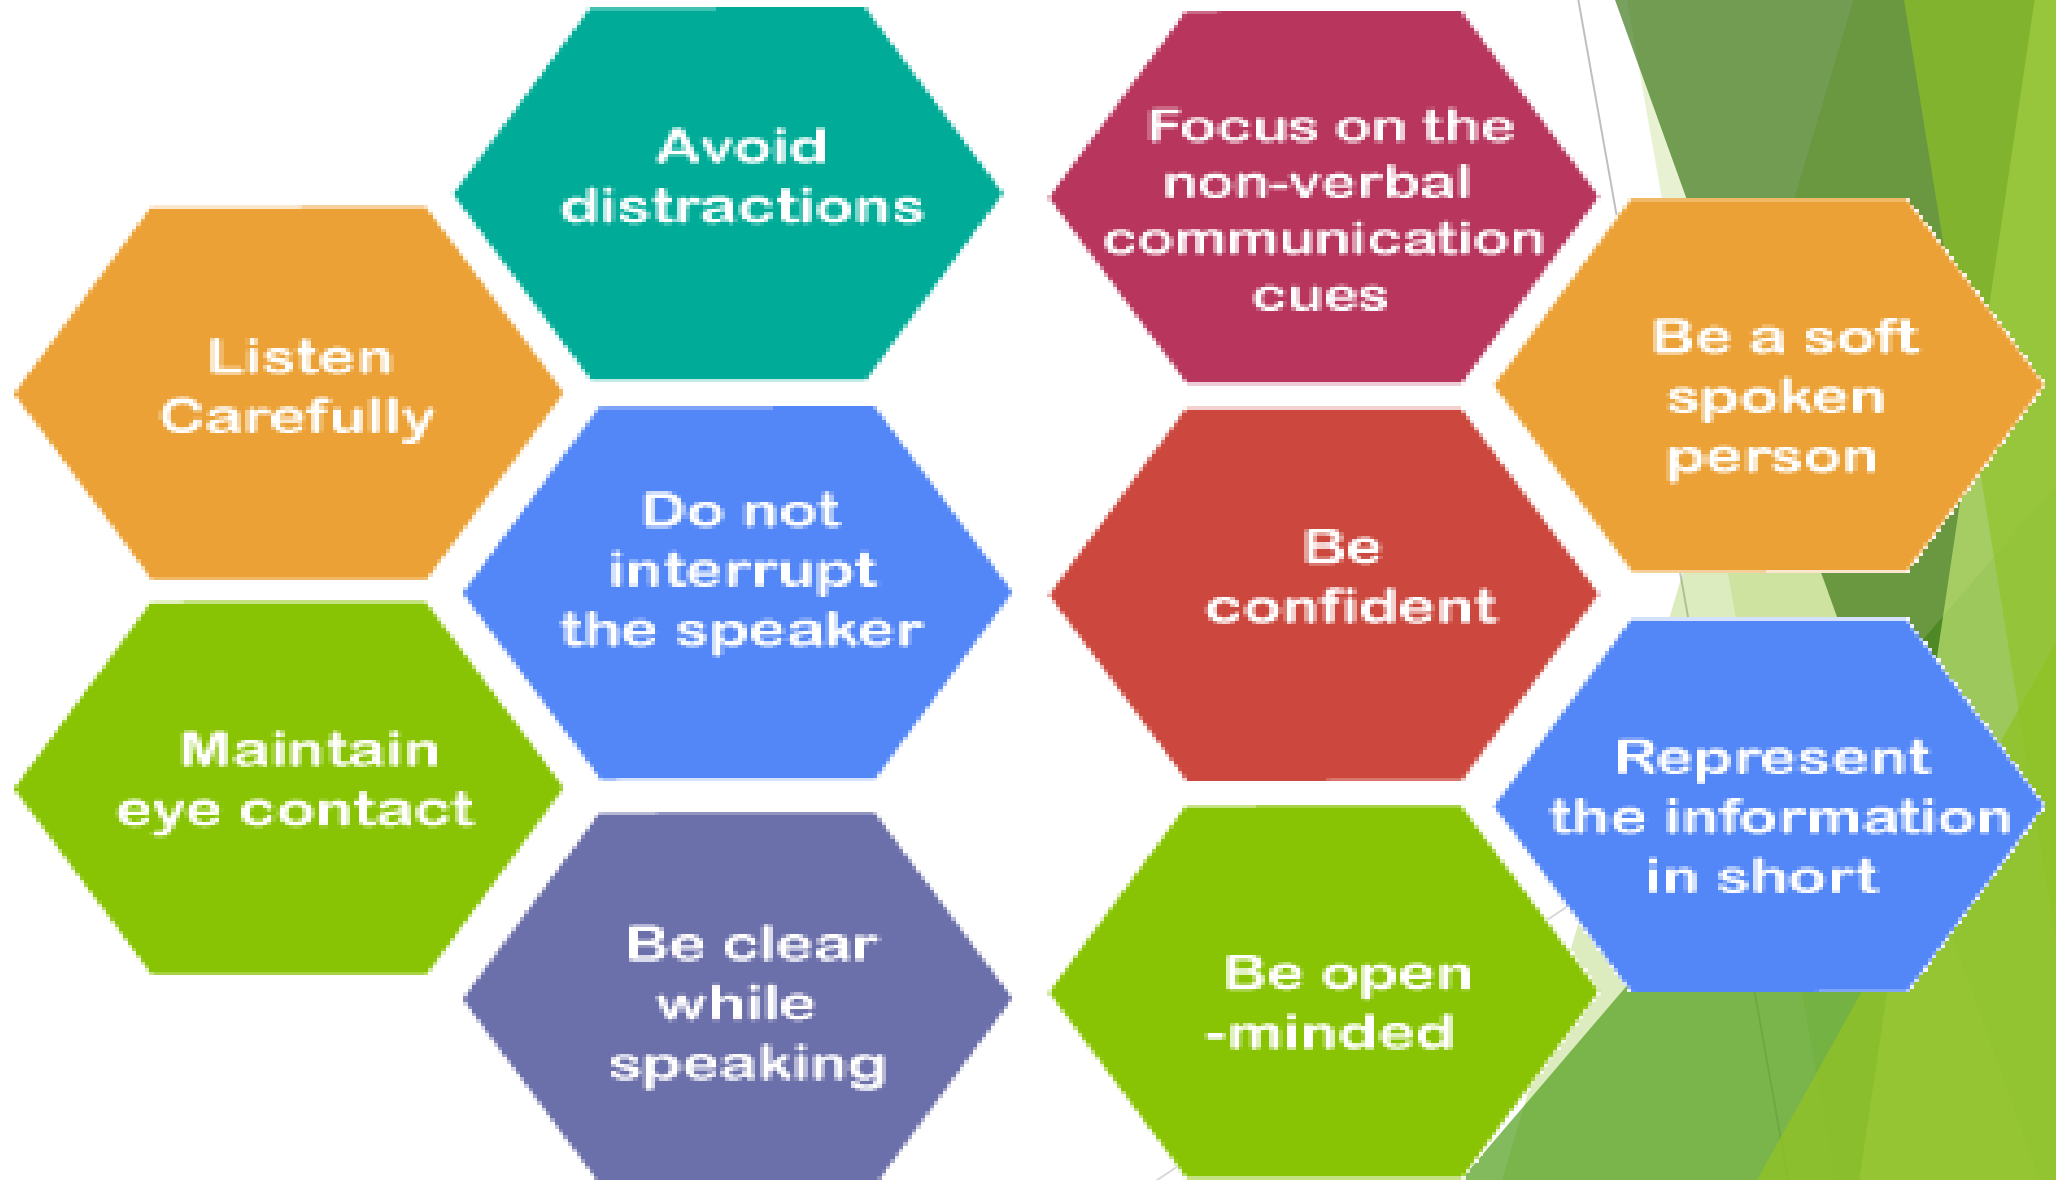 Avoid
distractions
Listen
Carefully
Do not
interrupt
the speaker
Maintain
eye contact
Be clear
while
speaking
Focus on the
non-verbal
communication
cues
Be a soft
spoken
person
Be
confident
Represent
the information
in short
Be open
-minded